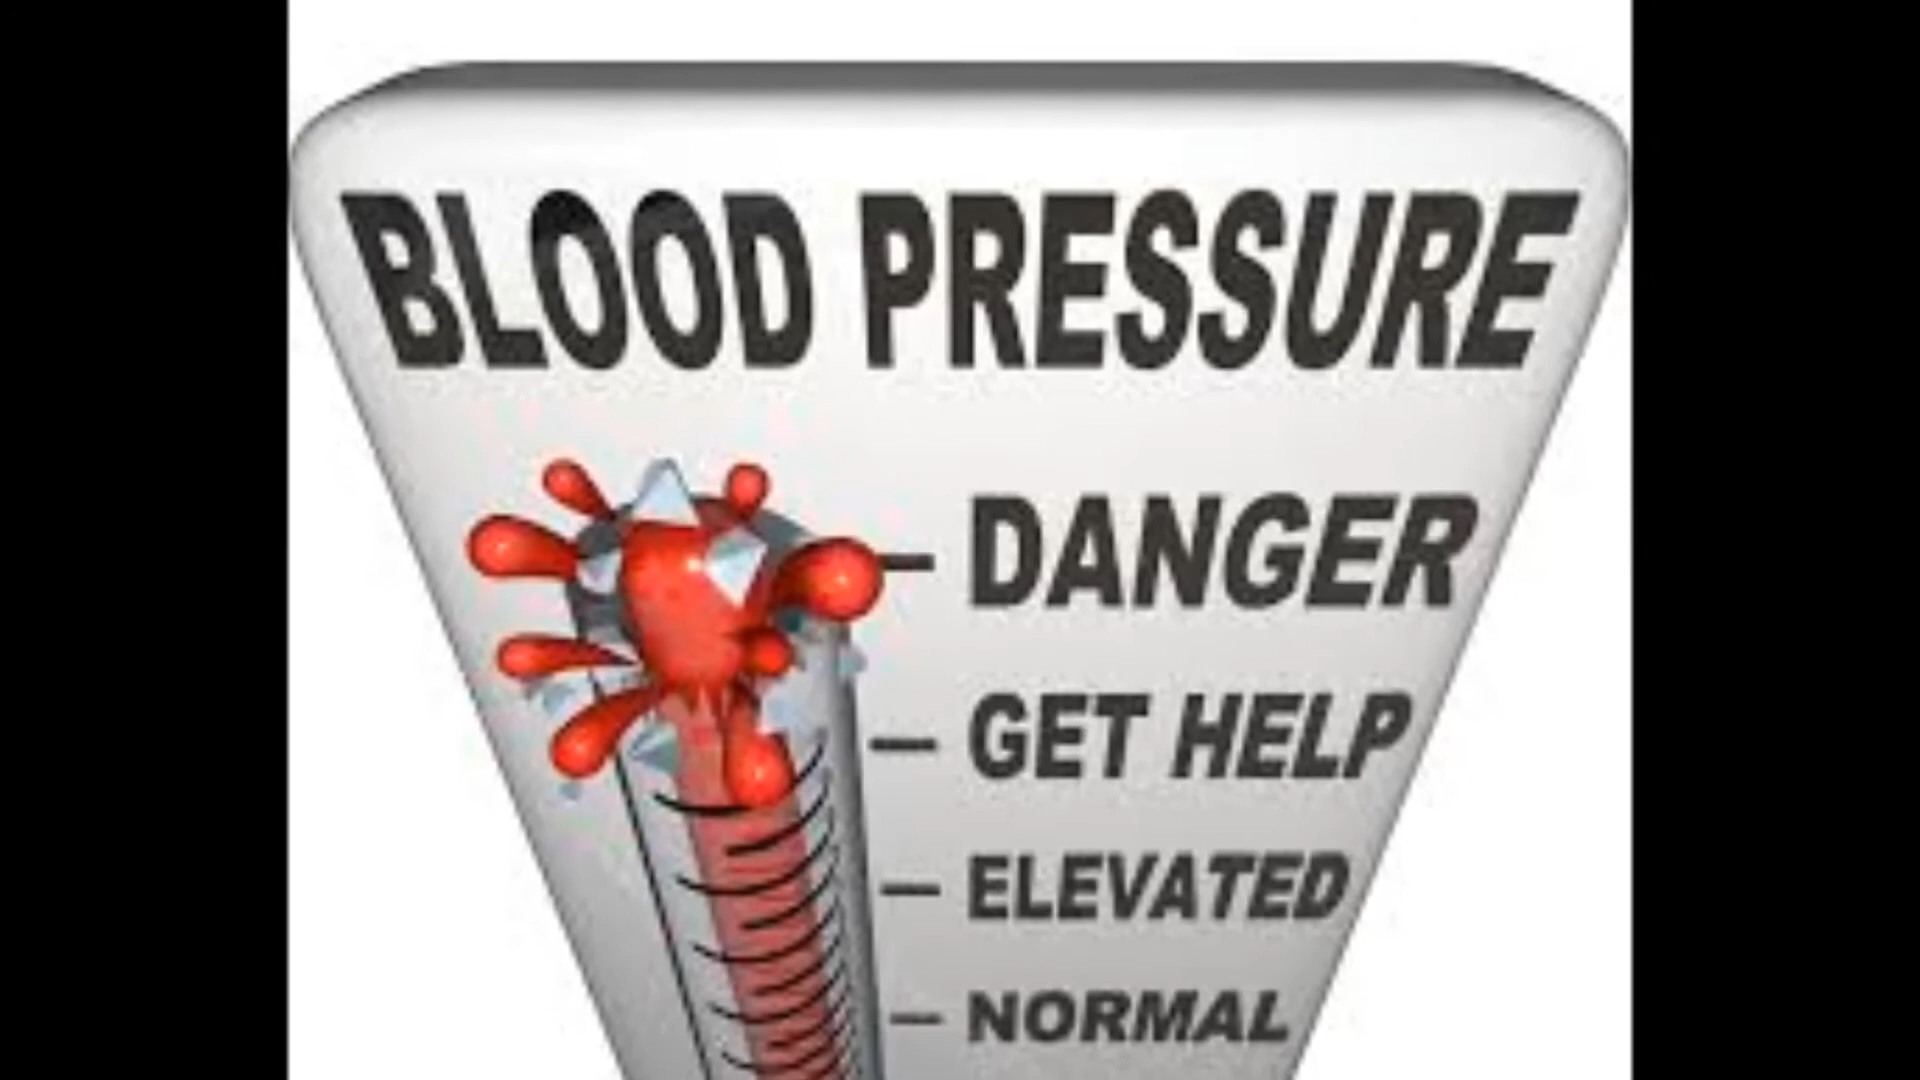 BLOOD PRESSURE
DANGER
GET HELP
ELEVATED
NORMAL